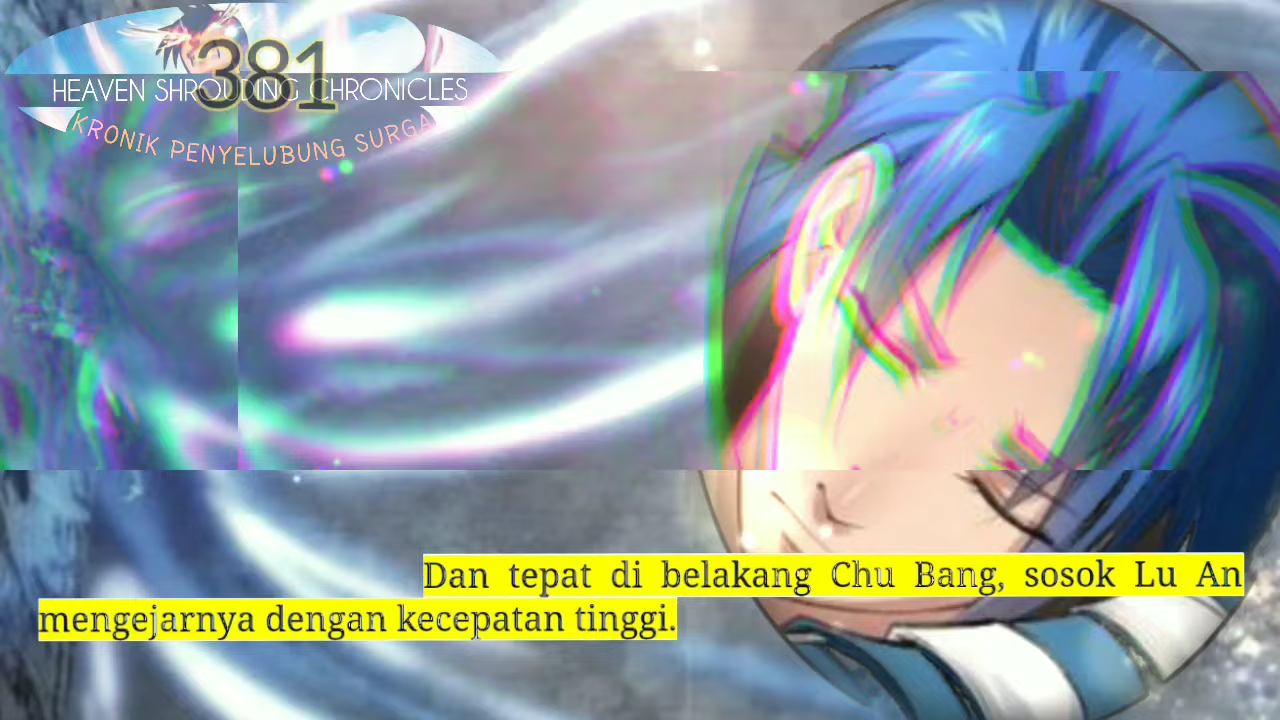 381
HEAVEN SHROUDING CHRONICLES
KRONIK PENYELUBUNG SURGA
Dan tepat di belakang Chu Bang, sosok Lu An
mengejarnya dengan kecepatan tinggi.